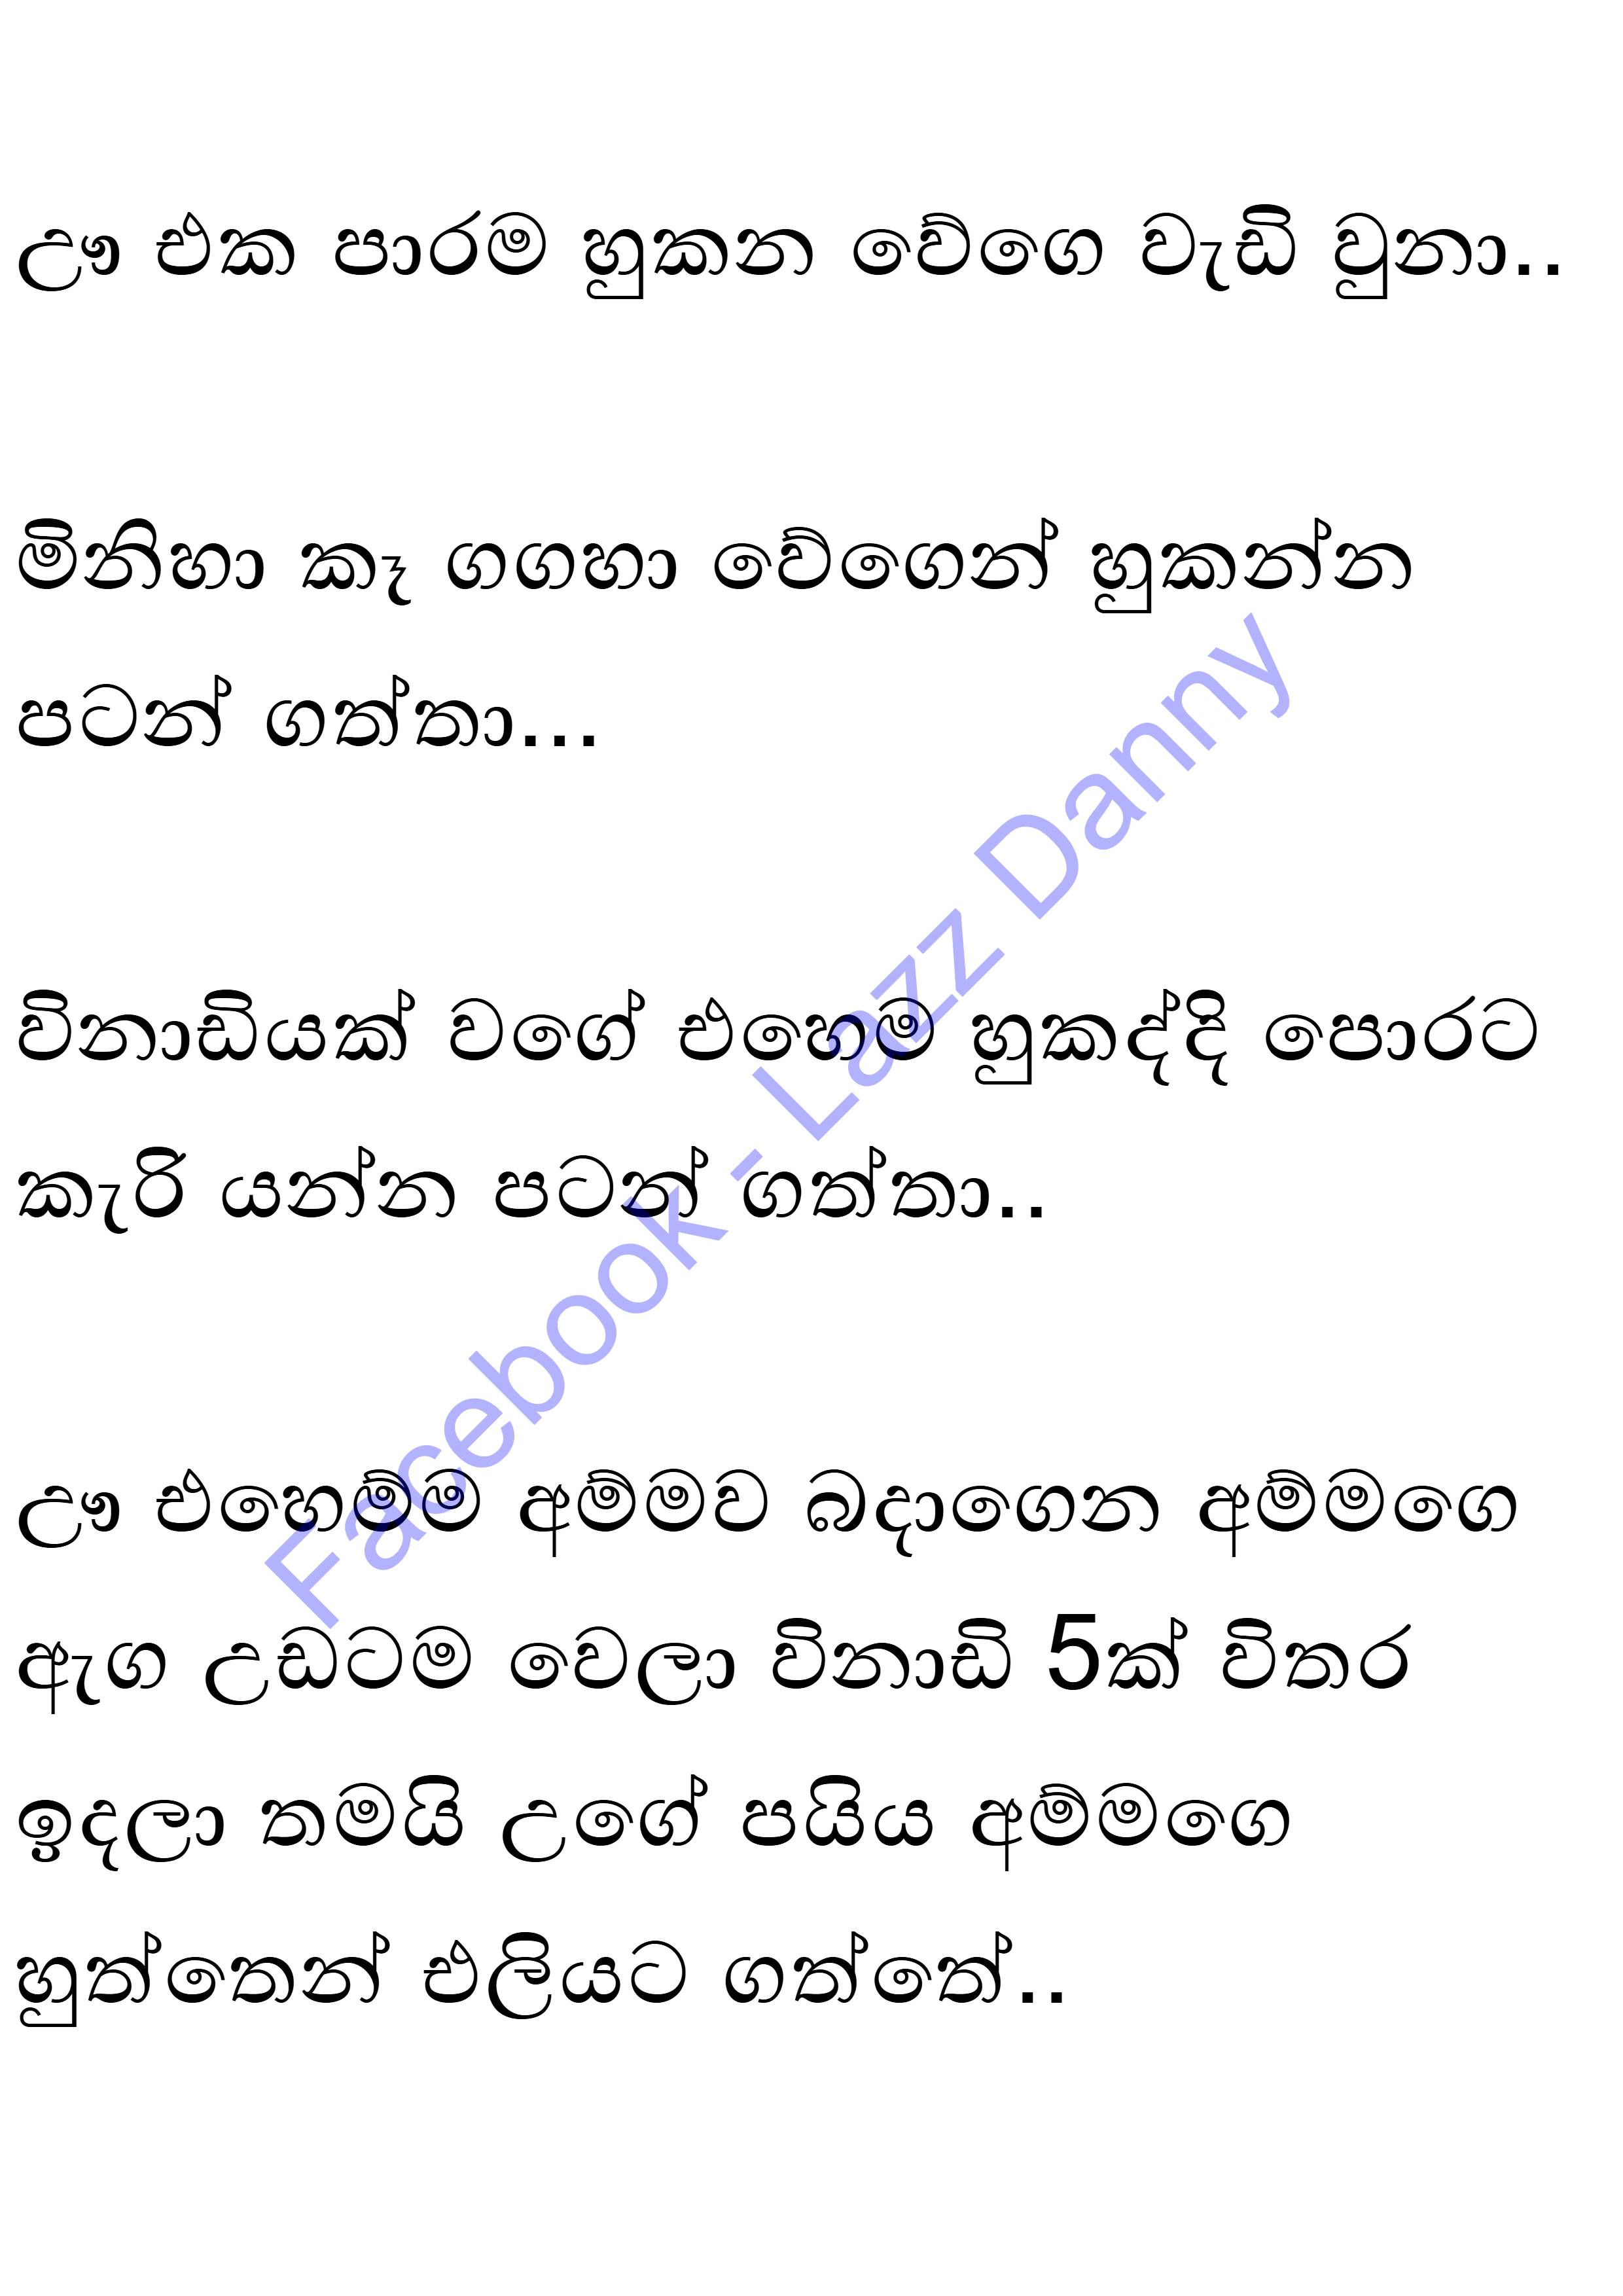 ඌ එක පාරම හුකන වේගෙ වැඩි වුනා..
මිනිහා කෑ ගගහා වේගෙන් හුකන්න
පටන් ගත්තා...
විනාඩියක් වගේ එහෙම හුකද්දි පොරට
කැරි යන්න පටන් ගත්තා..
ඌ එහෙම්ම අම්මව බදාගෙන අම්මගෙ
ඇග උඩටම වෙලා විනාඩි 5ක් විතර
ඉදලා තමයි උගේ පයිය අම්මගෙ
හුත්තෙන් එලියට ගත්තේ..
Facebook - Lazz Danny